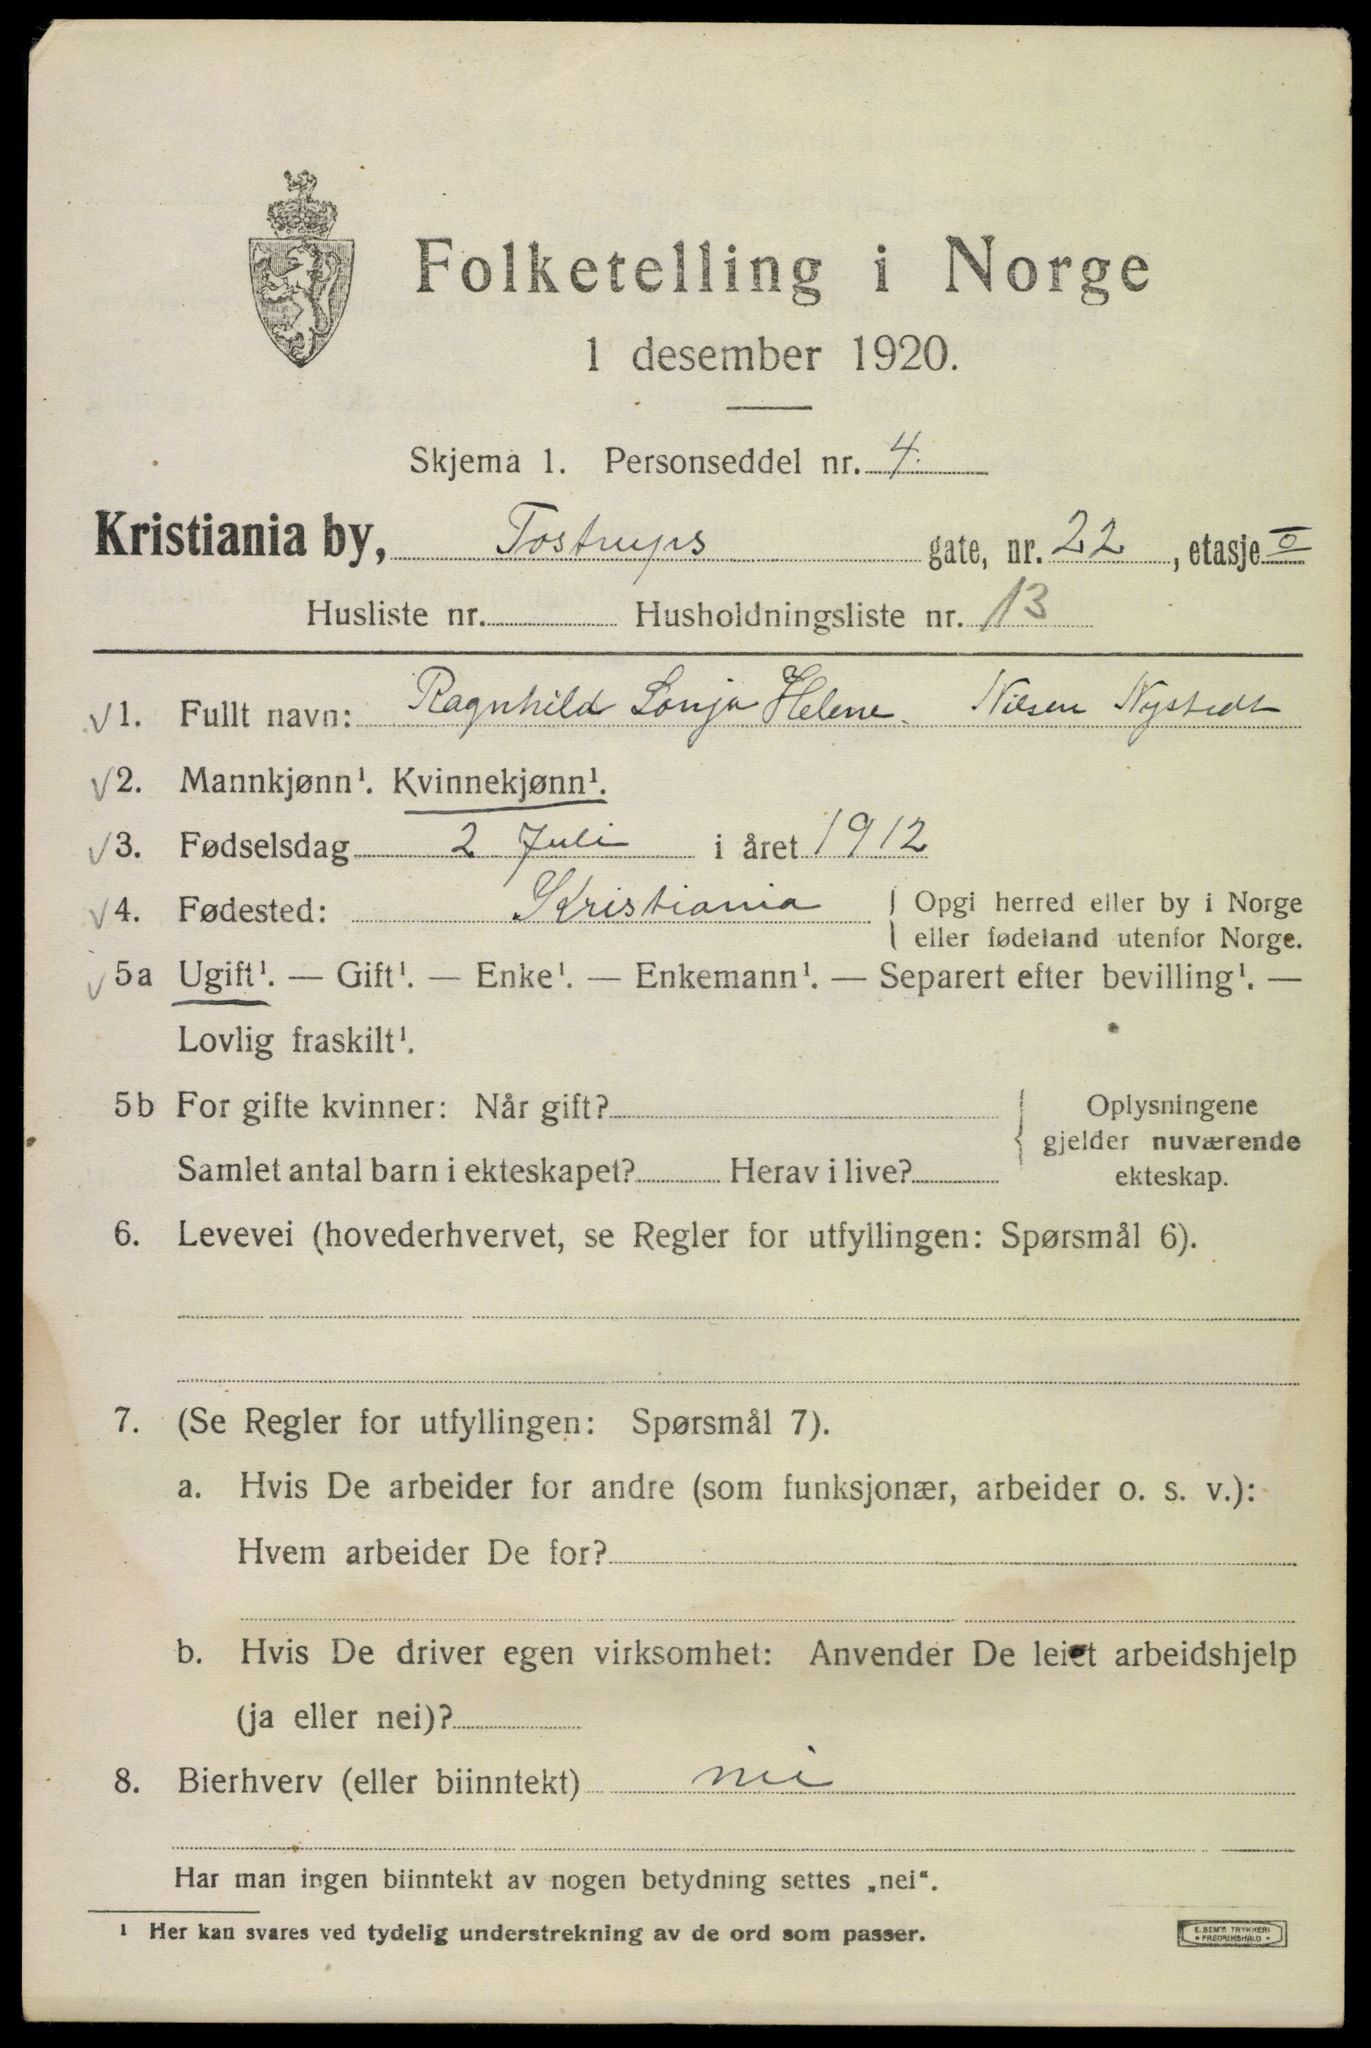 Folketelling i Norge
1 desember 1920.
Skjema 1. Personseddel nr. 4.
Kristiania by, Tostrups gate, nr. 22, etasje
Husliste nr. Husholdningsliste nr. 13
1. Fullt navn: Ragnhild Sonja Helene. Nilsen Nystedt
2. Mannkjønn¹. Kvinnekjønn¹.
3. Fødselsdag 2 Juli i året 1912
4. Fødested: Kristiania { Opgi herred eller by i Norge
eller fødeland utenfor Norge.
5a Ugift¹. — Gift¹. — Enke¹. — Enkemann¹. — Separert efter bevilling¹. —
Lovlig fraskilt¹.
5b For gifte kvinner: Når gift?
Samlet antal barn i ekteskapet? Herav i live?
{ Oplysningene
gjelder nuværende
ekteskap.
6. Levevei (hovederhvervet, se Regler for utfyllingen: Spørsmål 6).
7. (Se Regler for utfyllingen: Spørsmål 7).
a. Hvis De arbeider for andre (som funksjonær, arbeider o. s. v.):
Hvem arbeider De for?
b. Hvis De driver egen virksomhet: Anvender De leiet arbeidshjelp
(ja eller nei)?
8. Bierhverv (eller biinntekt) nei
Har man ingen biinntekt av nogen betydning settes „nei“.
¹ Her kan svares ved tydelig understrekning av de ord som passer.
E. SEM'S TRYKKERI
* FREDRIKSHALD *